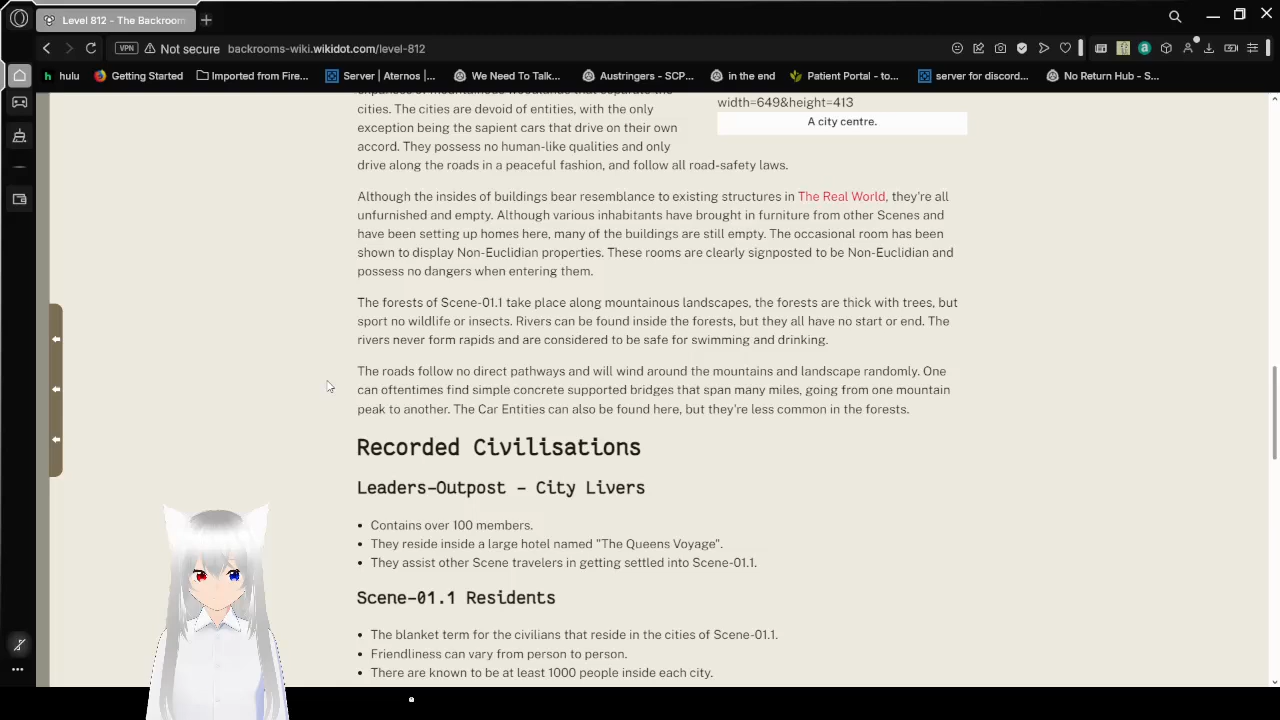 Level 812 - The Backroom
VPN Not secure backrooms-wiki.wikidot.com/level-812
hulu Getting Started Imported from Fire... Server | Aternos |... We Need To Talk... Austringers - SCP... in the end Patient Portal - to... server for discord... No Return Hub - S...
cities. The cities are devoid of entities, with the only
exception being the sapient cars that drive on their own
accord. They possess no human-like qualities and only
drive along the roads in a peaceful fashion, and follow all road-safety laws.
width=649&height=413
A city centre.
Although the insides of buildings bear resemblance to existing structures in The Real World, they're all
unfurnished and empty. Although various inhabitants have brought in furniture from other Scenes and
have been setting up homes here, many of the buildings are still empty. The occasional room has been
shown to display Non-Euclidian properties. These rooms are clearly signposted to be Non-Euclidian and
possess no dangers when entering them.
The forests of Scene-01.1 take place along mountainous landscapes, the forests are thick with trees, but
sport no wildlife or insects. Rivers can be found inside the forests, but they all have no start or end. The
rivers never form rapids and are considered to be safe for swimming and drinking.
The roads follow no direct pathways and will wind around the mountains and landscape randomly. One
can oftentimes find simple concrete supported bridges that span many miles, going from one mountain
peak to another. The Car Entities can also be found here, but they're less common in the forests.
Recorded Civilisations
Leaders-Outpost - City Livers
• Contains over 100 members.
• They reside inside a large hotel named "The Queens Voyage".
• They assist other Scene travelers in getting settled into Scene-01.1.
Scene-01.1 Residents
• The blanket term for the civilians that reside in the cities of Scene-01.1.
• Friendliness can vary from person to person.
• There are known to be at least 1000 people inside each city.